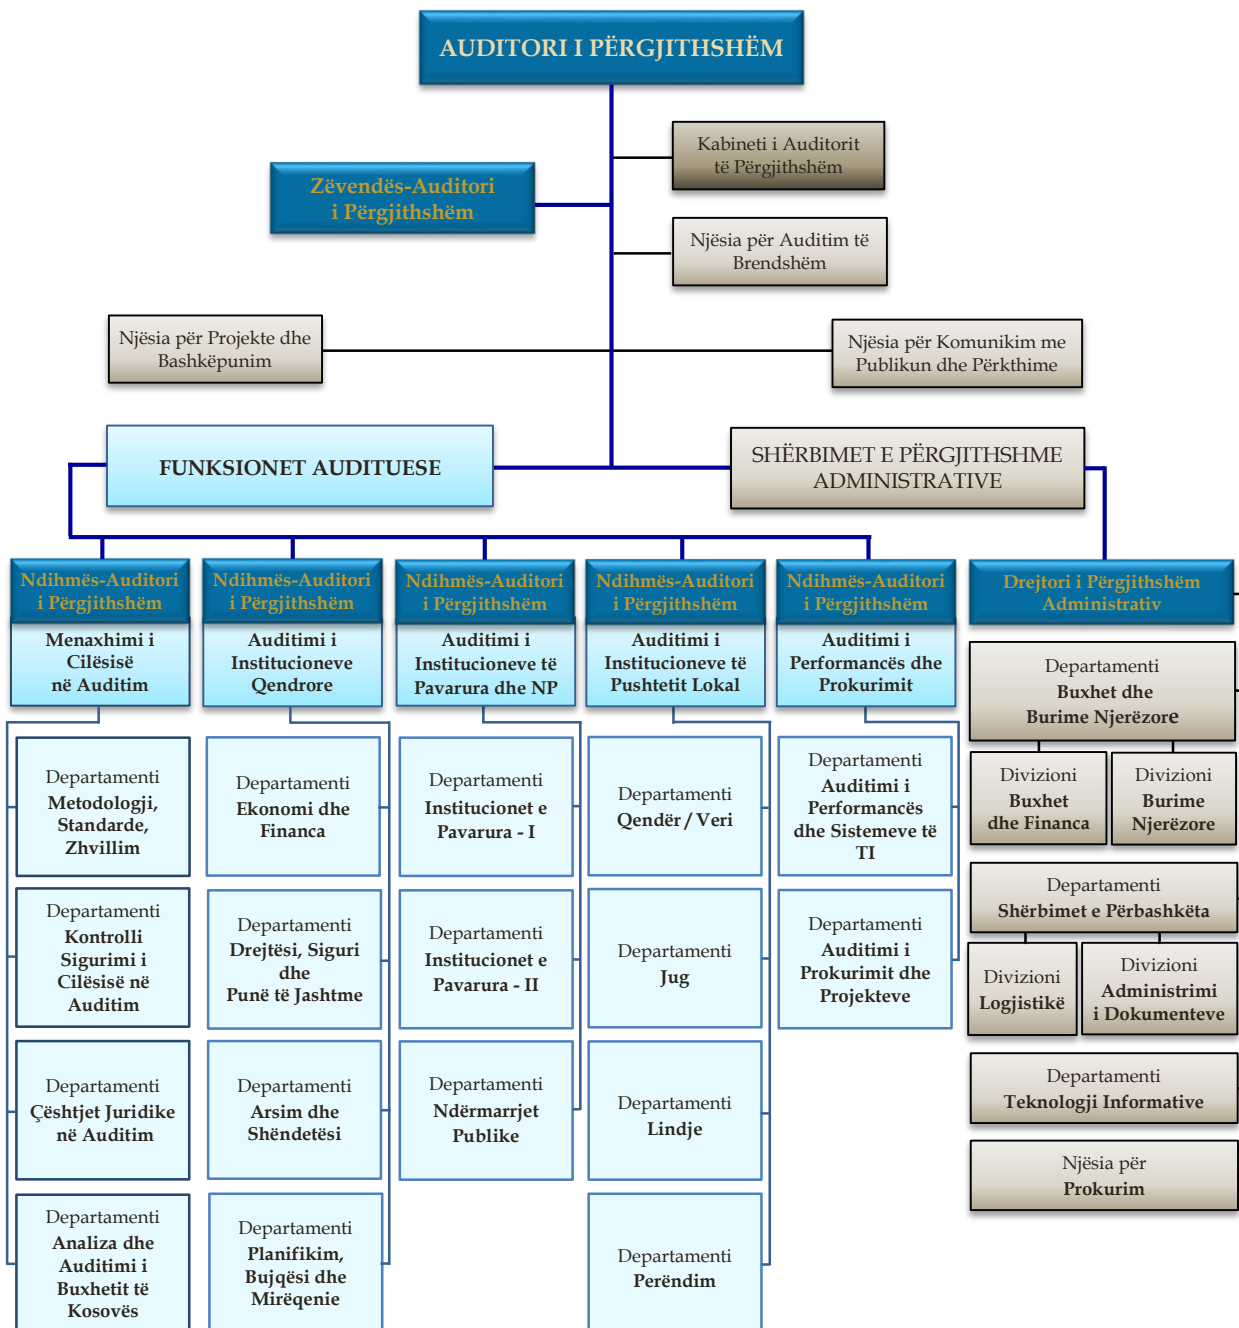 AUDITORI I PËRGJITHSHËM
Kabineti i Auditorit
të Përgjithshëm
Zëvendës-Auditori
i Përgjithshëm
Njësia për Auditim të
Brendshëm
Njësia për Projekte dhe
Bashkëpunim
Njësia për Komunikim me
Publikun dhe Përkthime
FUNKSIONET AUDITUESE
SHËRBIMET E PËRGJITHSHME
ADMINISTRATIVE
Ndihmës-Auditori
i Përgjithshëm
Menaxhimi i
Cilësisë
në Auditim
Departamenti
Metodologji,
Standarde,
Zhvillim
Departamenti
Kontrolli
Sigurimi i
Cilësisë në
Auditim
Departamenti
Çështjet Juridike
në Auditim
Departamenti
Analiza dhe
Auditimi i
Buxhetit të
Kosovës
Ndihmës-Auditori
i Përgjithshëm
Auditimi i
Institucioneve
Qendrore
Departamenti
Ekonomi dhe
Financa
Departamenti
Drejtësi, Siguri
dhe
Punë të Jashtme
Departamenti
Arsim dhe
Shëndetësi
Departamenti
Planifikim,
Bujqësi dhe
Mirëqenie
Ndihmës-Auditori
i Përgjithshëm
Auditimi i
Institucioneve të
Pavarura dhe NP
Departamenti
Institucionet e
Pavarura - I
Departamenti
Institucionet e
Pavarura - II
Departamenti
Ndërmarrjet
Publike
Ndihmës-Auditori
i Përgjithshëm
Auditimi i
Institucioneve të
Pushtetit Lokal
Departamenti
Qendër / Veri
Departamenti
Jug
Departamenti
Lindje
Departamenti
Perëndim
Ndihmës-Auditori
i Përgjithshëm
Auditimi i
Performancës dhe
Prokurimit
Departamenti
Auditimi i
Performancës
dhe Sistemeve të
TI
Departamenti
Auditimi i
Prokurimit dhe
Projekteve
Drejtori i Përgjithshëm
Administrativ
Departamenti
Buxhet dhe
Burime Njerëzore
Divizioni
Buxhet
dhe Financa
Divizioni
Burime
Njerëzore
Departamenti
Shërbimet e Përbashkëta
Divizioni
Logjistikë
Divizioni
Administrimi
i Dokumenteve
Departamenti
Teknologji Informative
Njësia për
Prokurim